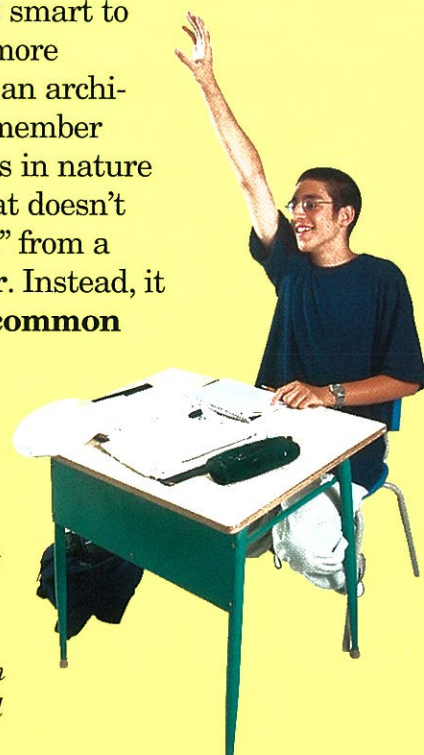 smart to
more
an archi-
member
s in nature
at doesn't
” from a
r. Instead, it
common
l